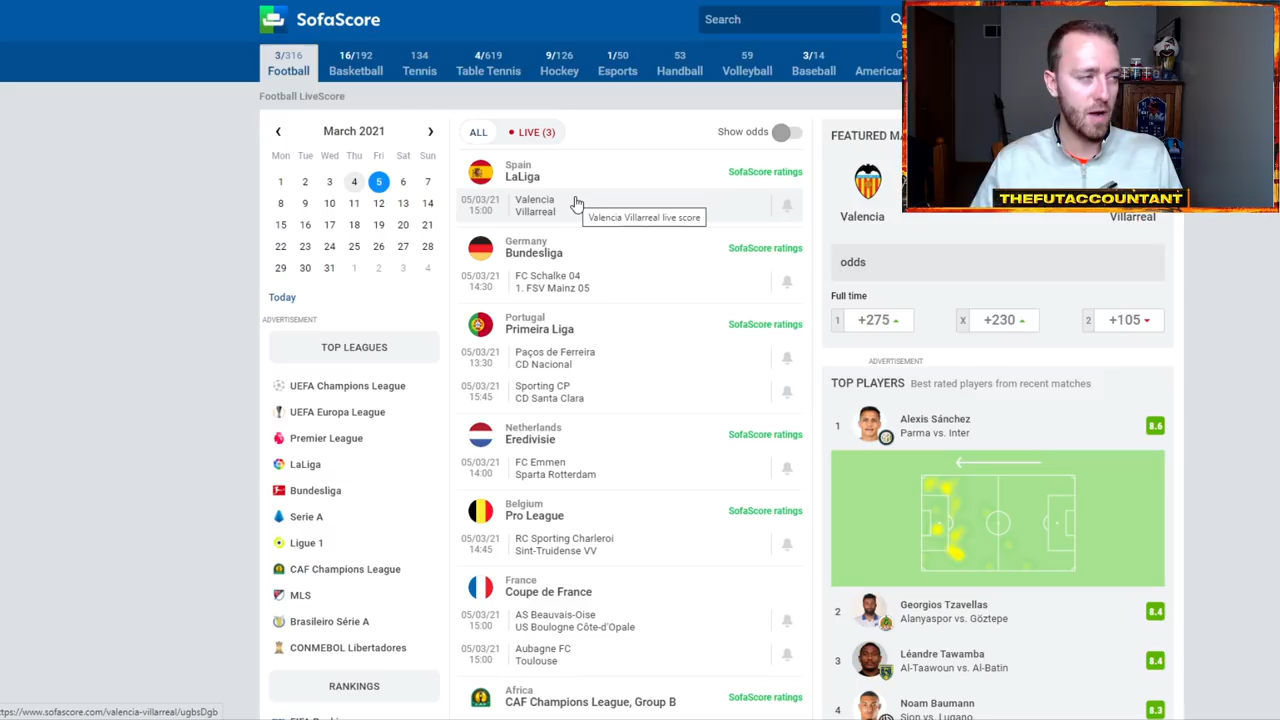 SofaScore
Search
3/316
Football
16/192
Basketball
134
Tennis
4/619
Table Tennis
9/126
Hockey
1/50
Esports
53
Handball
59
Volleyball
3/14
Baseball
American
THEFUTACCOUNTANT
Football LiveScore
March 2021
Mon Tue Wed Thu Fri Sat Sun
1 2 3 4 5 6 7
8 9 10 11 12 13 14
15 16 17 18 19 20 21
22 23 24 25 26 27 28
29 30 31 1 2 3 4
Today
ADVERTISEMENT
TOP LEAGUES
UEFA Champions League
UEFA Europa League
Premier League
LaLiga
Bundesliga
Serie A
Ligue 1
CAF Champions League
MLS
Brasileiro Série A
CONMEBOL Libertadores
RANKINGS
ALL
LIVE (3)
Show odds
Spain
LaLiga
SofaScore ratings
05/03/21
15:00
Valencia
Villarreal
Valencia Villarreal live score
Germany
Bundesliga
SofaScore ratings
05/03/21
14:30
FC Schalke 04
1. FSV Mainz 05
Portugal
Primeira Liga
SofaScore ratings
05/03/21
13:30
Paços de Ferreira
CD Nacional
05/03/21
15:45
Sporting CP
CD Santa Clara
Netherlands
Eredivisie
SofaScore ratings
05/03/21
14:00
FC Emmen
Sparta Rotterdam
Belgium
Pro League
SofaScore ratings
05/03/21
14:45
RC Sporting Charleroi
Sint-Truidense VV
France
Coupe de France
05/03/21
15:00
AS Beauvais-Oise
US Boulogne Côte-d'Opale
05/03/21
15:00
Aubagne FC
Toulouse
Africa
CAF Champions League, Group B
SofaScore ratings
FEATURED MA
Valencia
Villarreal
odds
Full time
1 +275
X +230
2 +105
ADVERTISEMENT
TOP PLAYERS Best rated players from recent matches
1
Alexis Sánchez
Parma vs. Inter
8.6
2
Georgios Tzavellas
Alanyaspor vs. Göztepe
8.4
3
Léandre Tawamba
Al-Taawoun vs. Al-Batin
8.4
4
Noam Baumann
Sion vs. Lugano
8.3
ttps://www.sofascore.com/valencia-villarreal/ugbsDgb